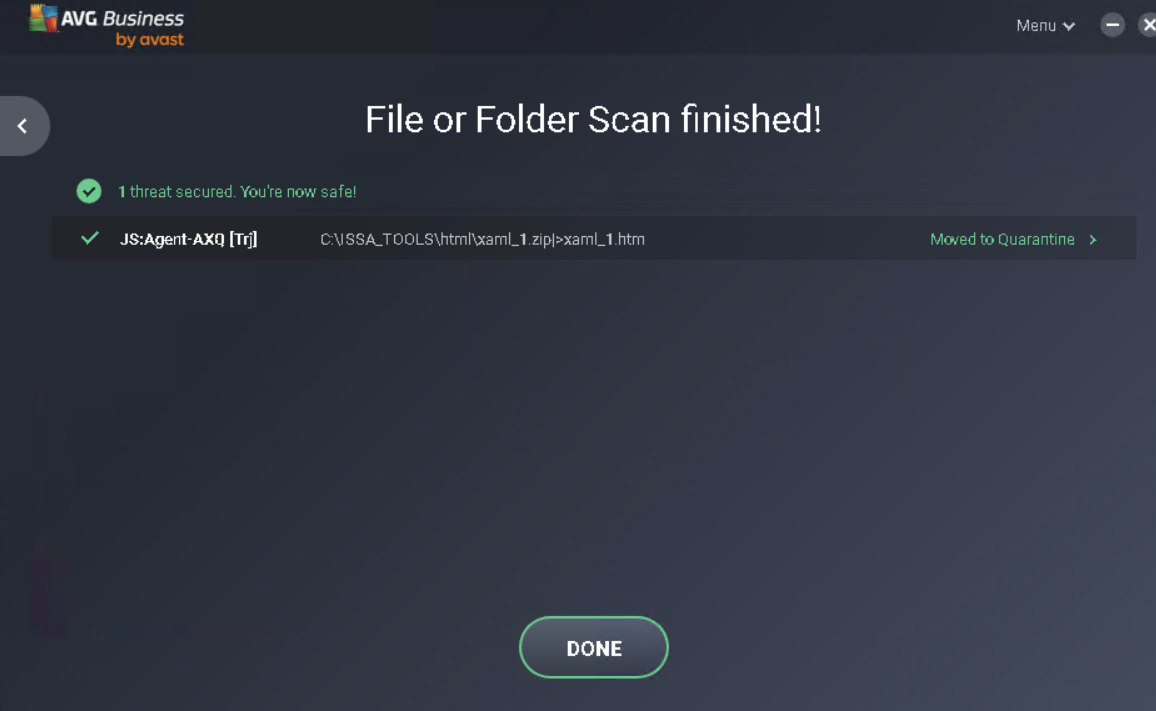 AVG Business
by avast
Menu
File or Folder Scan finished!
1 threat secured. You're now safe!
JS:Agent-AXQ [Trj] C:\ISSA_TOOLS\html\xaml_1.zip|>xaml_1.htm Moved to Quarantine
DONE